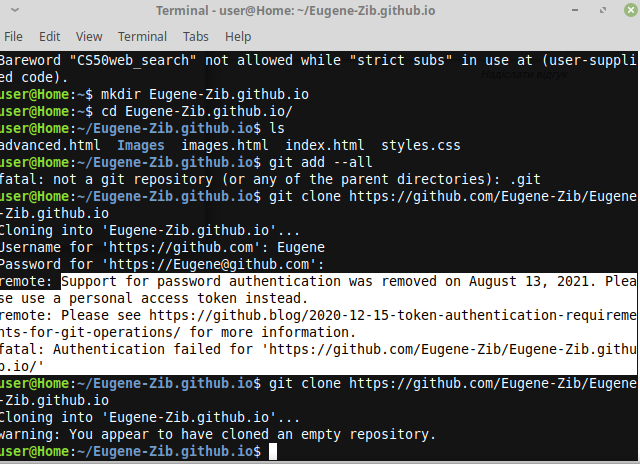 Terminal - user@Home: ~/Eugene-Zib.github.io
File Edit View Terminal Tabs Help
Bareword "CS50web_search" not allowed while "strict subs" in use at (user-suppli
ed code).
user@Home:~$ mkdir Eugene-Zib.github.io
user@Home:~$ cd Eugene-Zib.github.io/
user@Home:~/Eugene-Zib.github.io$ ls
advanced.html Images images.html index.html styles.css
user@Home:~/Eugene-Zib.github.io$ git add --all
fatal: not a git repository (or any of the parent directories): .git
user@Home:~/Eugene-Zib.github.io$ git clone https://github.com/Eugene-Zib/Eugene
-Zib.github.io
Cloning into 'Eugene-Zib.github.io'...
Username for 'https://github.com': Eugene
Password for 'https://Eugene@github.com':
remote: Support for password authentication was removed on August 13, 2021. Plea
se use a personal access token instead.
remote: Please see https://github.blog/2020-12-15-token-authentication-requireme
nts-for-git-operations/ for more information.
fatal: Authentication failed for 'https://github.com/Eugene-Zib/Eugene-Zib.githu
b.io/'
user@Home:~/Eugene-Zib.github.io$ git clone https://github.com/Eugene-Zib/Eugene
-Zib.github.io
Cloning into 'Eugene-Zib.github.io'...
warning: You appear to have cloned an empty repository.
user@Home:~/Eugene-Zib.github.io$